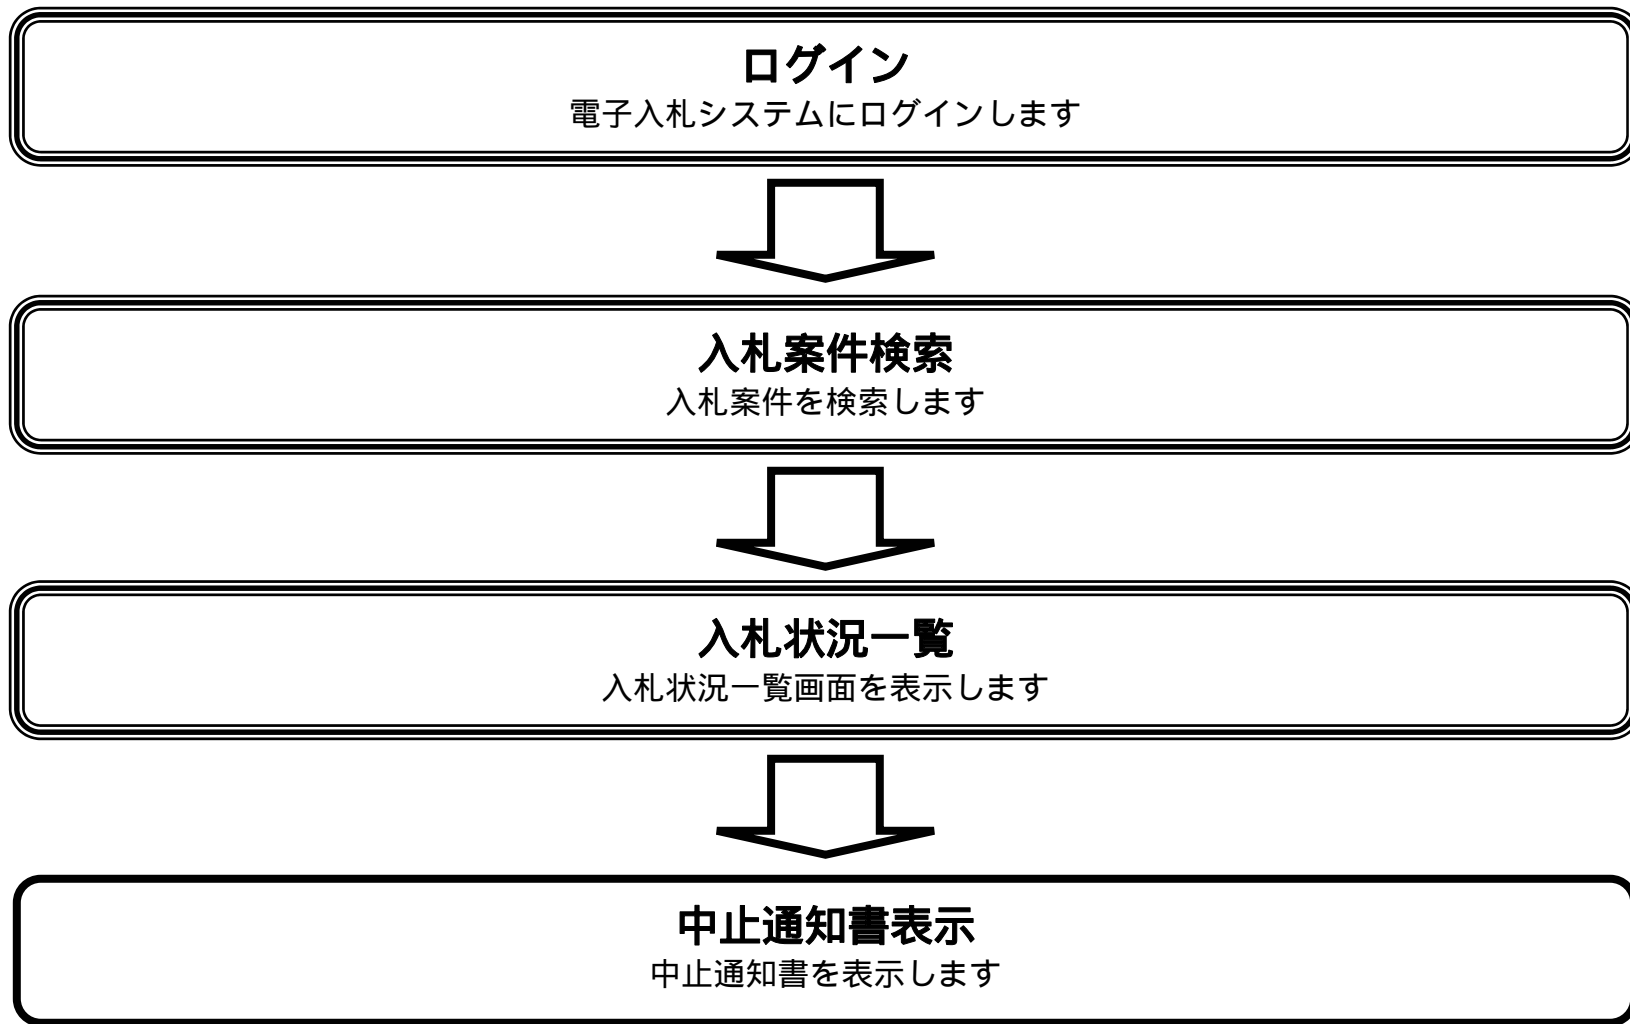 ログイン
電子入札システムにログインします
入札案件検索
入札案件を検索します
入札状況一覧
入札状況一覧画面を表示します
中止通知書表示
中止通知書を表示します